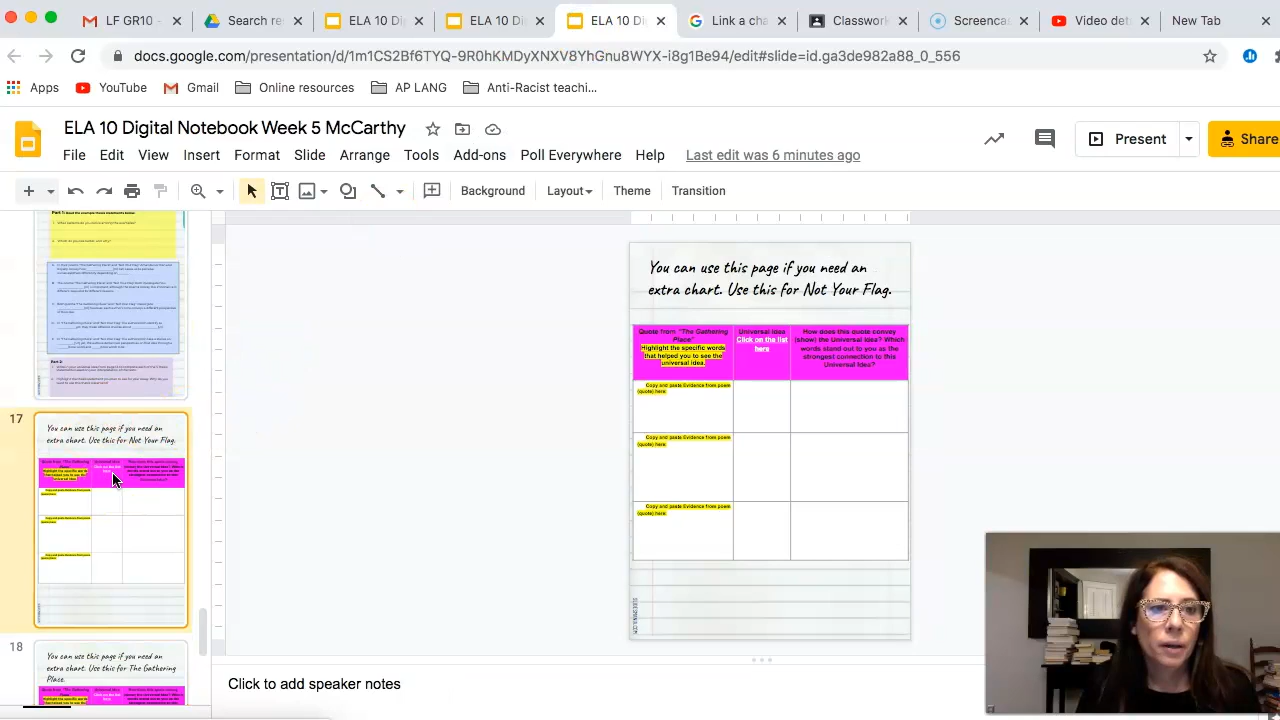 LF GR10 -
Search re
ELA 10 Di
ELA 10 Di
ELA 10 Di
Link a cha
Classwor
Screencas
Video det
New Tab
docs.google.com/presentation/d/1m1CS2Bf6TYQ-9R0hKMDyXNXV8YhGnu8WYX-i8g1Be94/edit#slide=id.ga3de982a88_0_556
Apps
YouTube
Gmail
Online resources
AP LANG
Anti-racist teachi...
ELA 10 Digital Notebook Week 5 McCarthy
File Edit View Insert Format Slide Arrange Tools Add-ons Poll Everywhere Help Last edit was 6 minutes ago
Present
Share
Background Layout Theme Transition
17
You can use this page if you need an
extra chart. Use this for Not Your Flag.
18
You can use this page if you need an
extra chart. Use this for The Gathering
Place.
You can use this page if you need an
extra chart. Use this for Not Your Flag.
Quote from "The Gathering
Place"
Highlight the specific words
that helped you to see the
universal idea.
Universal Idea
Click on the list
here
How does this quote convey
(show) the Universal Idea? Which
words stand out to you as the
strongest connection to this
Universal Idea?
Copy and paste Evidence from poem
(quote) here:
Copy and paste Evidence from poem
(quote) here
Copy and paste Evidence from poem
(quote) here
Click to add speaker notes